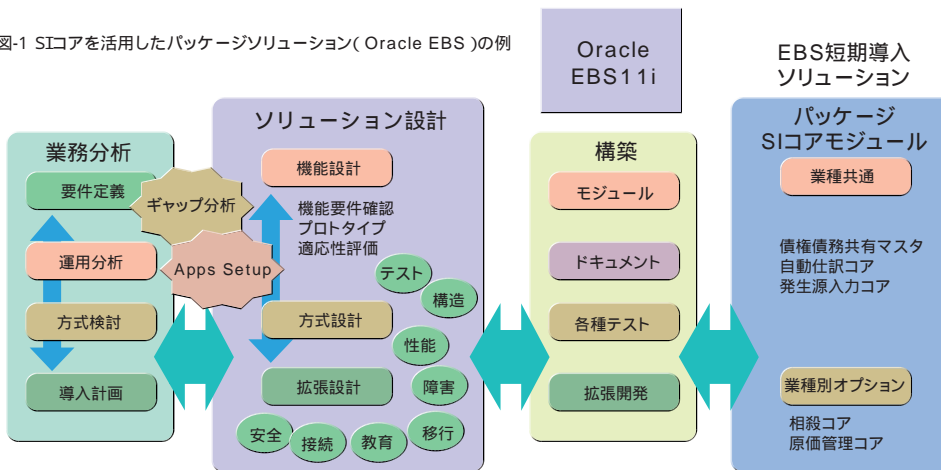 図-1 SIコアを活用したパッケージソリューション( Oracle EBS )の例
Oracle
EBS11i
EBS短期導入
ソリューション
業務分析
要件定義
運用分析
方式検討
導入計画
ギャップ分析
Apps Setup
ソリューション設計
機能設計
機能要件確認
プロトタイプ
適応性評価
方式設計
拡張設計
テスト
構造
性能
障害
移行
教育
接続
安全
構築
モジュール
ドキュメント
各種テスト
拡張開発
パッケージ
SIコアモジュール
業種共通
債権債務共有マスタ
自動仕訳コア
発生源入力コア
業種別オプション
相殺コア
原価管理コア